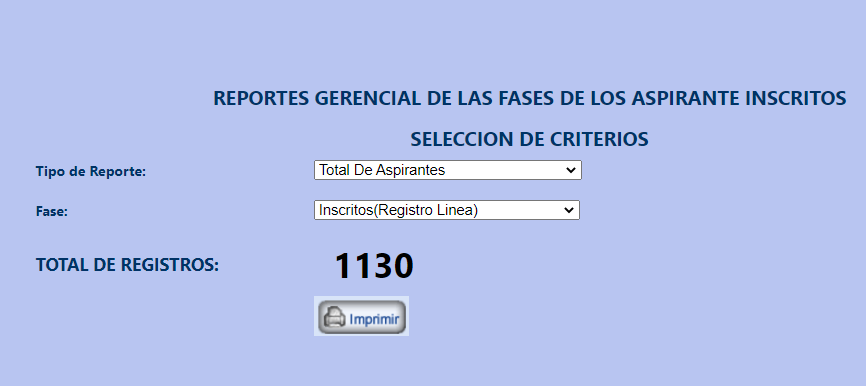 REPORTES GERENCIAL DE LAS FASES DE LOS ASPIRANTE INSCRITOS
SELECCION DE CRITERIOS
Tipo de Reporte: Total De Aspirantes
Fase: Inscritos(Registro Linea)
TOTAL DE REGISTROS: 1130
Imprimir